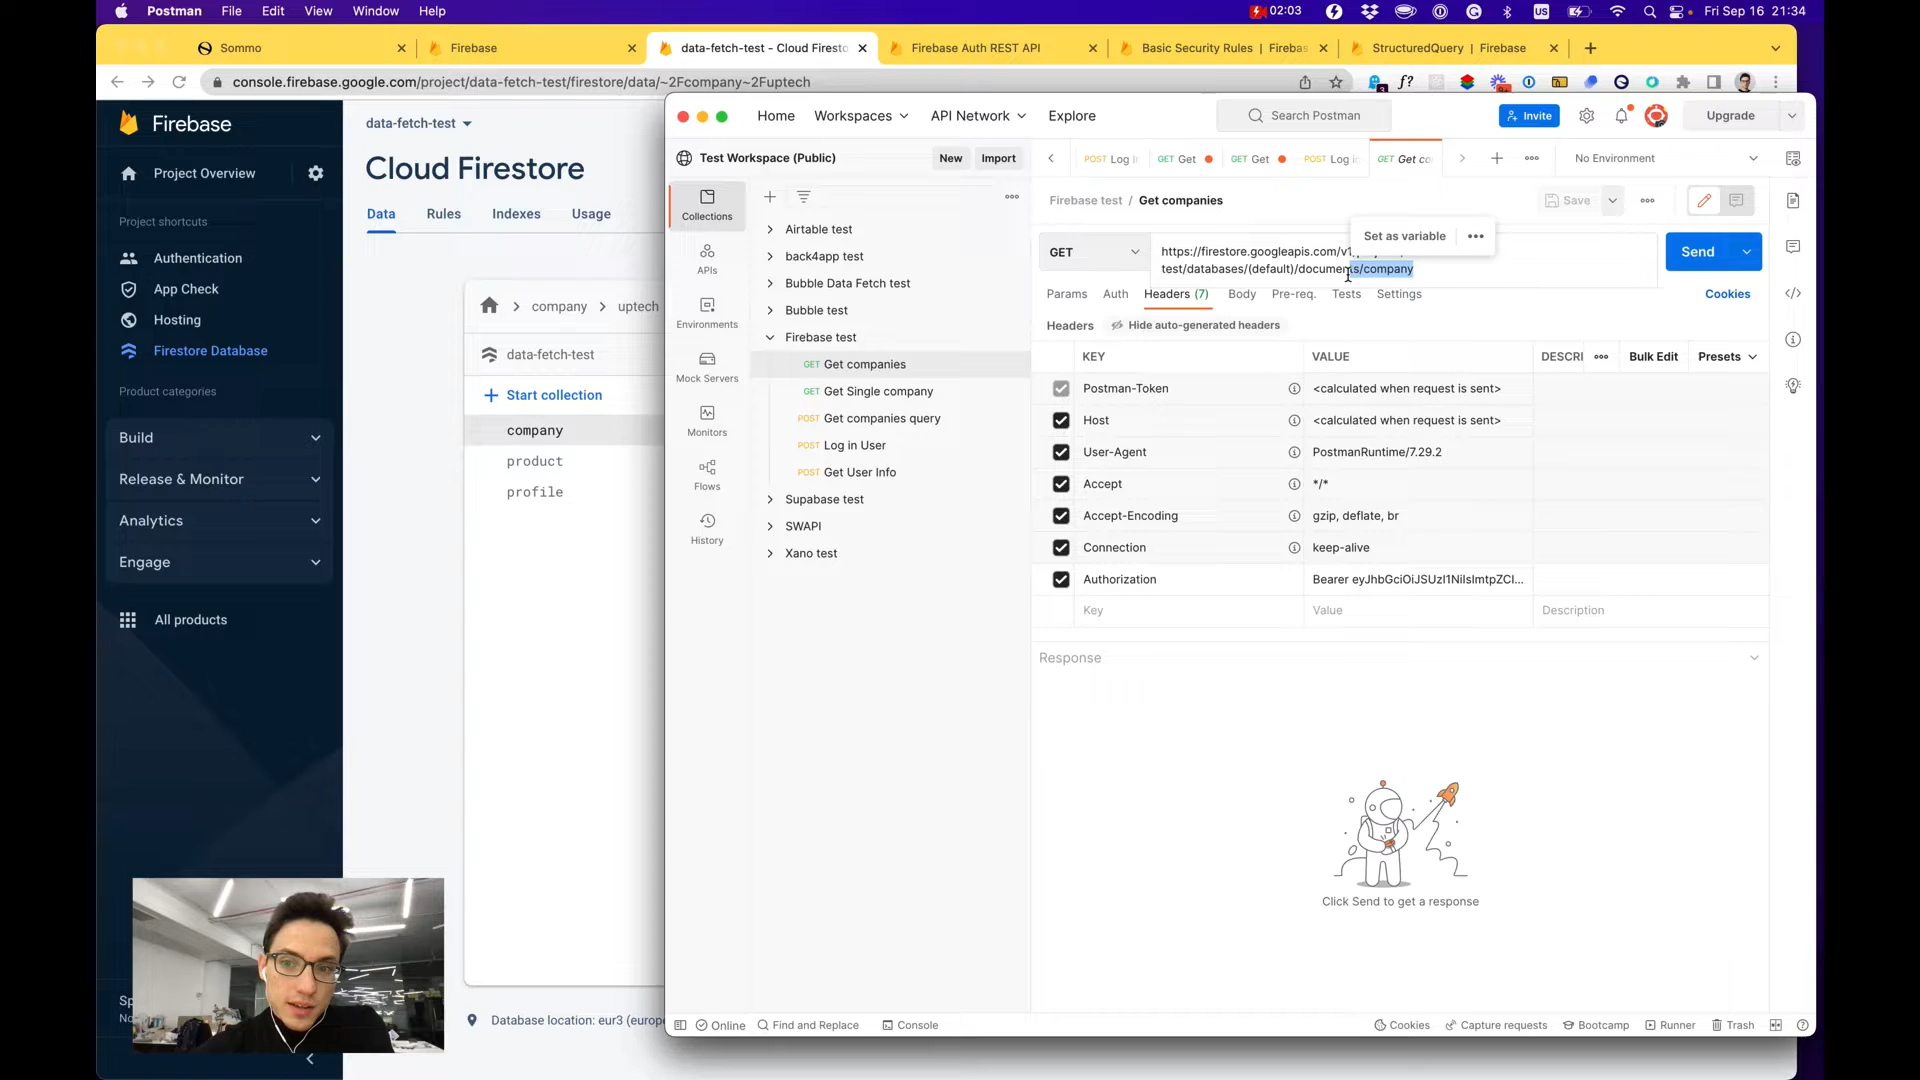 Postman File Edit View Window Help
02:03 US Fri Sep 16 21:34
Sommo
Firebase
data-fetch-test - Cloud Firesto
Firebase Auth REST API
Basic Security Rules | Firebas
StructuredQuery | Firebase
console.firebase.google.com/project/data-fetch-test/firestore/data/~2Fcompany~2Fuptech
Firebase
Project Overview
Project shortcuts
Authentication
App Check
Hosting
Firestore Database
Product categories
Build
Release & Monitor
Analytics
Engage
All products
data-fetch-test
Cloud Firestore
Data Rules Indexes Usage
company uptech
data-fetch-test
Start collection
company
product
profile
Database location: eur3 (europe
Home Workspaces API Network Explore
Search Postman
Invite
Upgrade
Test Workspace (Public)
New Import
POST Log i
GET Get
GET Get
POST Log i
GET Get co
No Environment
Collections
APIs
Environments
Mock Servers
Monitors
Flows
History
Airtable test
back4app test
Bubble Data Fetch test
Bubble test
Firebase test
GET Get companies
GET Get Single company
POST Get companies query
POST Log in User
POST Get User Info
Supabase test
SWAPI
Xano test
Firebase test / Get companies
Save
Set as variable
GET
https://firestore.googleapis.com/v1
test/databases/(default)/documents/company
Send
Params Auth Headers (7) Body Pre-req. Tests Settings
Cookies
Headers Hide auto-generated headers
KEY VALUE DESCRI
Bulk Edit Presets
Postman-Token <calculated when request is sent>
Host <calculated when request is sent>
User-Agent PostmanRuntime/7.29.2
Accept */*
Accept-Encoding gzip, deflate, br
Connection keep-alive
Authorization Bearer eyJhbGciOiJSUzI1NiIsImtpZCI...
Key Value Description
Response
Click Send to get a response
Online Find and Replace Console
Cookies Capture requests Bootcamp Runner Trash